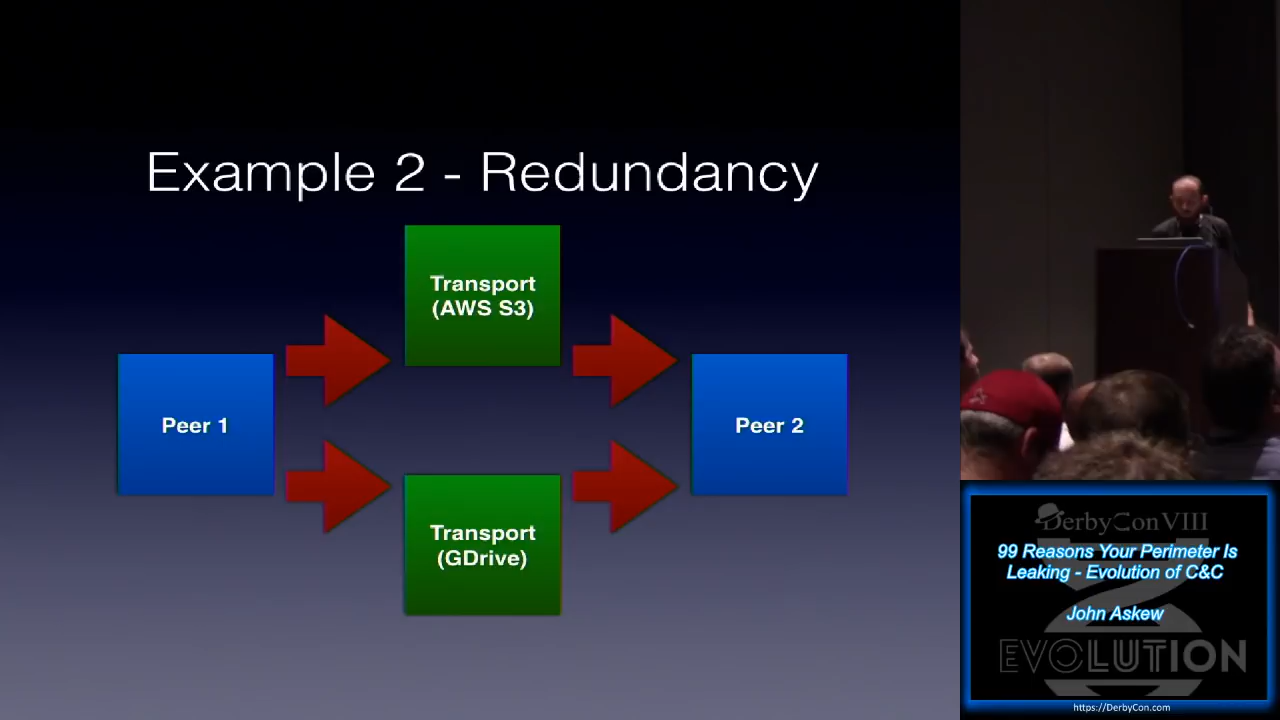 Example 2 - Redundancy
Transport
(AWS S3)
Peer 1
Peer 2
Transport
(GDrive)
DerbyCon VIII
99 Reasons Your Perimeter Is
Leaking - Evolution of C&C
John Askew
EVOLUTION
https://DerbyCon.com